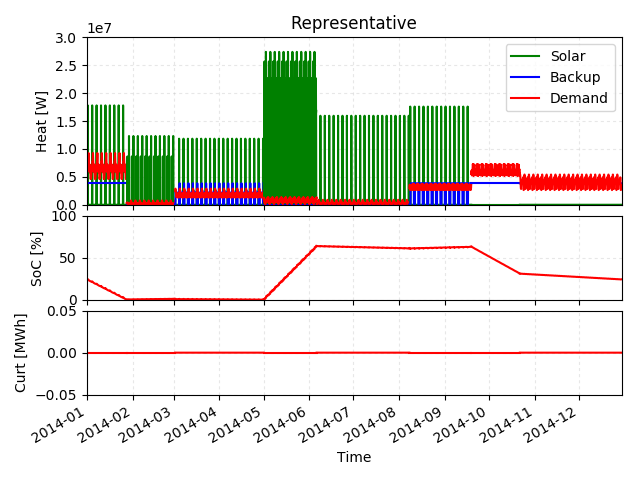 Representative
1e7
3.0
2.5
2.0
1.5
1.0
0.5
0.0
Heat [W]
Solar
Backup
Demand
100
50
0
SoC [%]
0.05
0.00
−0.05
Curt [MWh]
2014-01
2014-02
2014-03
2014-04
2014-05
2014-06
2014-07
2014-08
2014-09
2014-10
2014-11
2014-12
Time